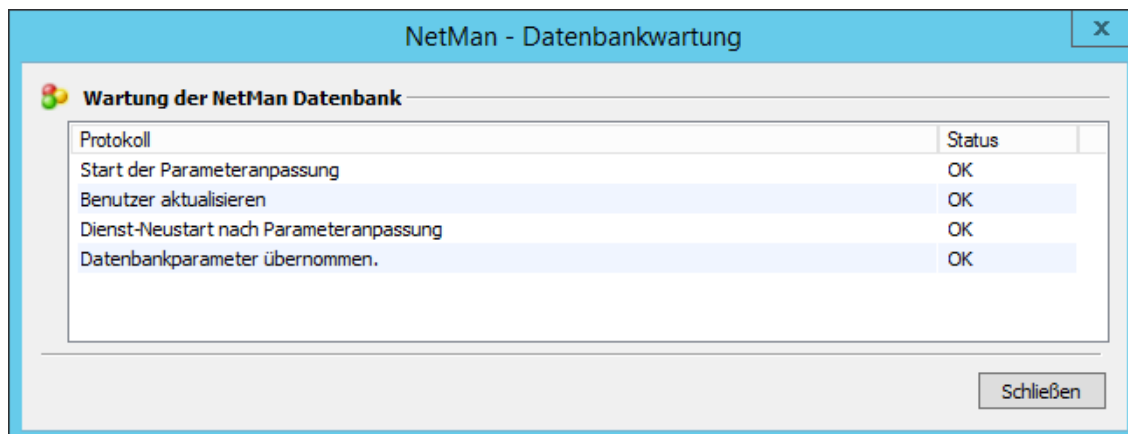 NetMan - Datenbankwartung
x
Wartung der NetMan Datenbank
Protokoll Status
Start der Parameteranpassung OK
Benutzer aktualisieren OK
Dienst-Neustart nach Parameteranpassung OK
Datenbankparameter übernommen. OK
Schließen